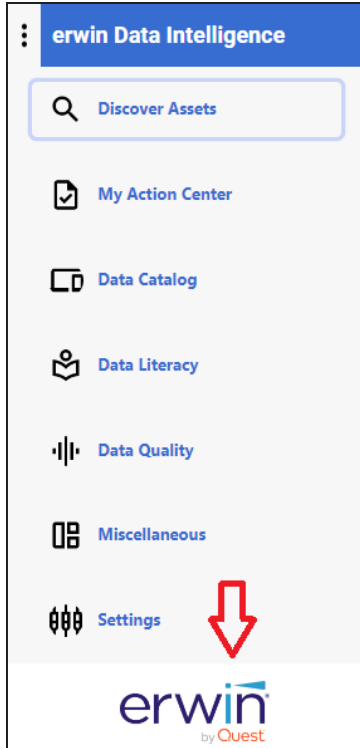 erwin Data Intelligence
Discover Assets
My Action Center
Data Catalog
Data Literacy
Data Quality
Miscellaneous
Settings
erwin
by Quest